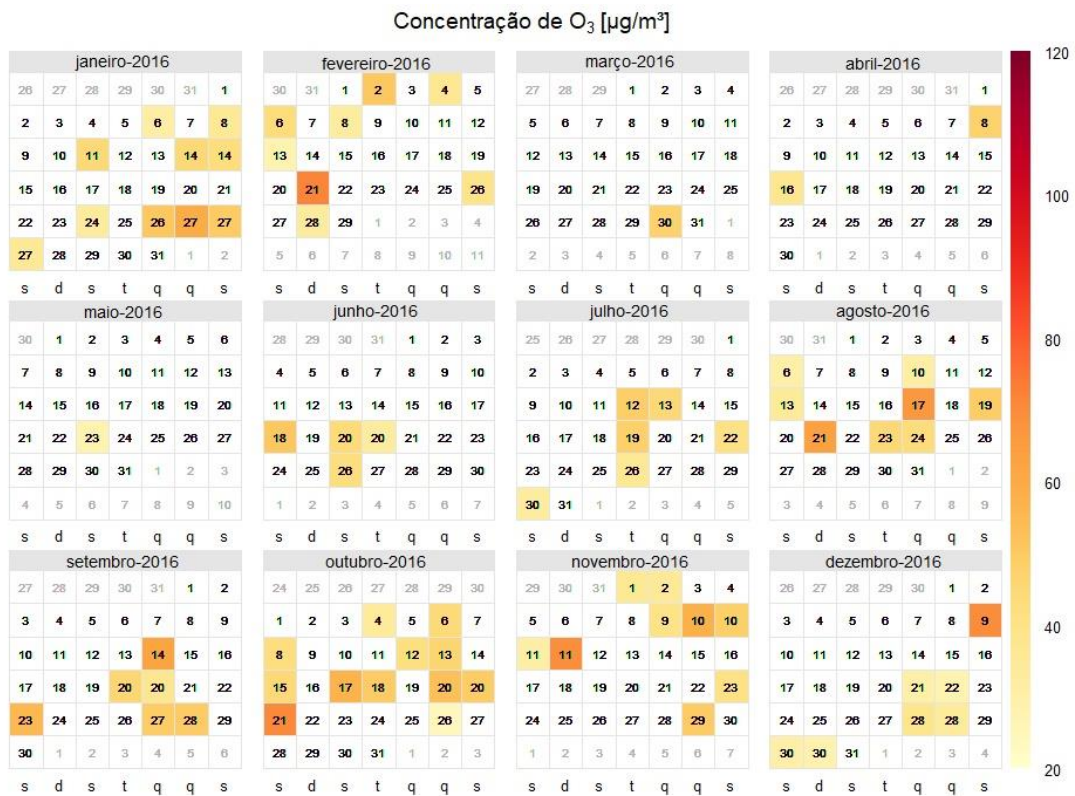 Concentração de O₃ [µg/m³]
janeiro-2016
26 27 28 29 30 31 1
2 3 4 5 6 7 8
9 10 11 12 13 14 14
15 16 17 18 19 20 21
22 23 24 25 26 27 27
27 28 29 30 31 1 2
s d s t q q s
fevereiro-2016
30 31 1 2 3 4 5
6 7 8 9 10 11 12
13 14 15 16 17 18 19
20 21 22 23 24 25 26
27 28 29 1 2 3 4
5 6 7 8 9 10 11
s d s t q q s
março-2016
27 28 29 1 2 3 4
5 6 7 8 9 10 11
12 13 14 15 16 17 18
19 20 21 22 23 24 25
26 27 28 29 30 31 1
2 3 4 5 6 7 8
s d s t q q s
abril-2016
26 27 28 29 30 31 1
2 3 4 5 6 7 8
9 10 11 12 13 14 15
16 17 18 19 20 21 22
23 24 25 26 27 28 29
30 1 2 3 4 5 6
s d s t q q s
maio-2016
30 1 2 3 4 5 6
7 8 9 10 11 12 13
14 15 16 17 18 19 20
21 22 23 24 25 26 27
28 29 30 31 1 2 3
4 5 6 7 8 9 10
s d s t q q s
junho-2016
28 29 30 31 1 2 3
4 5 6 7 8 9 10
11 12 13 14 15 16 17
18 19 20 20 21 22 23
24 25 26 27 28 29 30
1 2 3 4 5 6 7
s d s t q q s
julho-2016
25 26 27 28 29 30 1
2 3 4 5 6 7 8
9 10 11 12 13 14 15
16 17 18 19 20 21 22
23 24 25 26 27 28 29
30 31 1 2 3 4 5
s d s t q q s
agosto-2016
30 31 1 2 3 4 5
6 7 8 9 10 11 12
13 14 15 16 17 18 19
20 21 22 23 24 25 26
27 28 29 30 31 1 2
3 4 5 6 7 8 9
s d s t q q s
setembro-2016
27 28 29 30 31 1 2
3 4 5 6 7 8 9
10 11 12 13 14 15 16
17 18 19 20 20 21 22
23 24 25 26 27 28 29
30 1 2 3 4 5 6
s d s t q q s
outubro-2016
24 25 26 27 28 29 30
1 2 3 4 5 6 7
8 9 10 11 12 13 14
15 16 17 18 19 20 20
21 22 23 24 25 26 27
28 29 30 31 1 2 3
s d s t q q s
novembro-2016
29 30 31 1 2 3 4
5 6 7 8 9 10 10
11 11 12 13 14 15 16
17 18 19 20 21 22 23
24 25 26 27 28 29 30
1 2 3 4 5 6 7
s d s t q q s
dezembro-2016
26 27 28 29 30 1 2
3 4 5 6 7 8 9
10 11 12 13 14 15 16
17 18 19 20 21 22 23
24 25 26 27 28 28 29
30 30 31 1 2 3 4
s d s t q q s
120
100
80
60
40
20